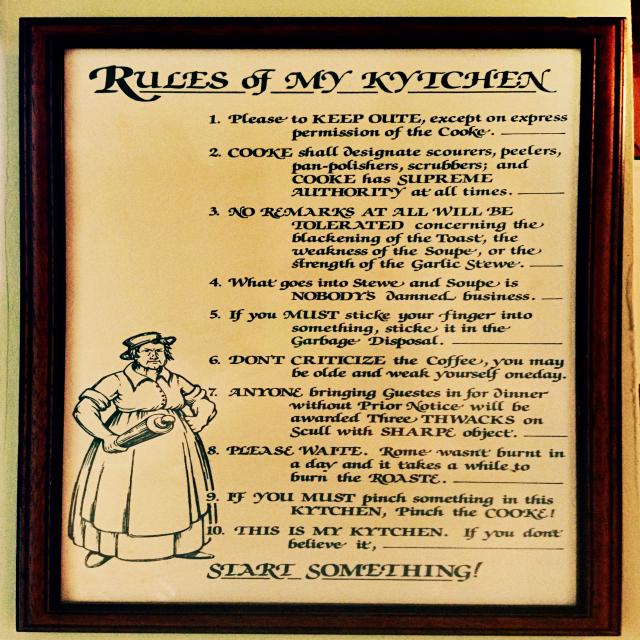 RULES of MY KYTCHEN
1. Please to KEEP OUTE, except on express
permission of the Cooke.
2. COOKE shall designate scourers, peelers,
pan-polishers, scrubbers; and
COOKE has SUPREME
AUTHORITY at all times.
3. NO REMARKS AT ALL WILL BE
TOLERATED concerning the
blackening of the Toast, the
weakness of the Soupe, or the
strength of the Garlic Stewe.
4. What goes into Stewe and Soupe is
NOBODY'S damned business.
5. If you MUST sticke your finger into
something, sticke it in the
Garbage Disposal.
6. DON'T CRITICIZE the Coffee, you may
be olde and weak yourself oneday.
7. ANYONE bringing Guestes in for dinner
without Prior Notice will be
awarded Three THWACKS on
Scull with SHARPE object.
8. PLEASE WAITE. Rome wasn't burnt in
a day and it takes a while to
burn the ROASTE.
9. IF YOU MUST pinch something in this
KYTCHEN, Pinch the COOKE!
10. THIS IS MY KYTCHEN. If you don't
believe it,
START SOMETHING!